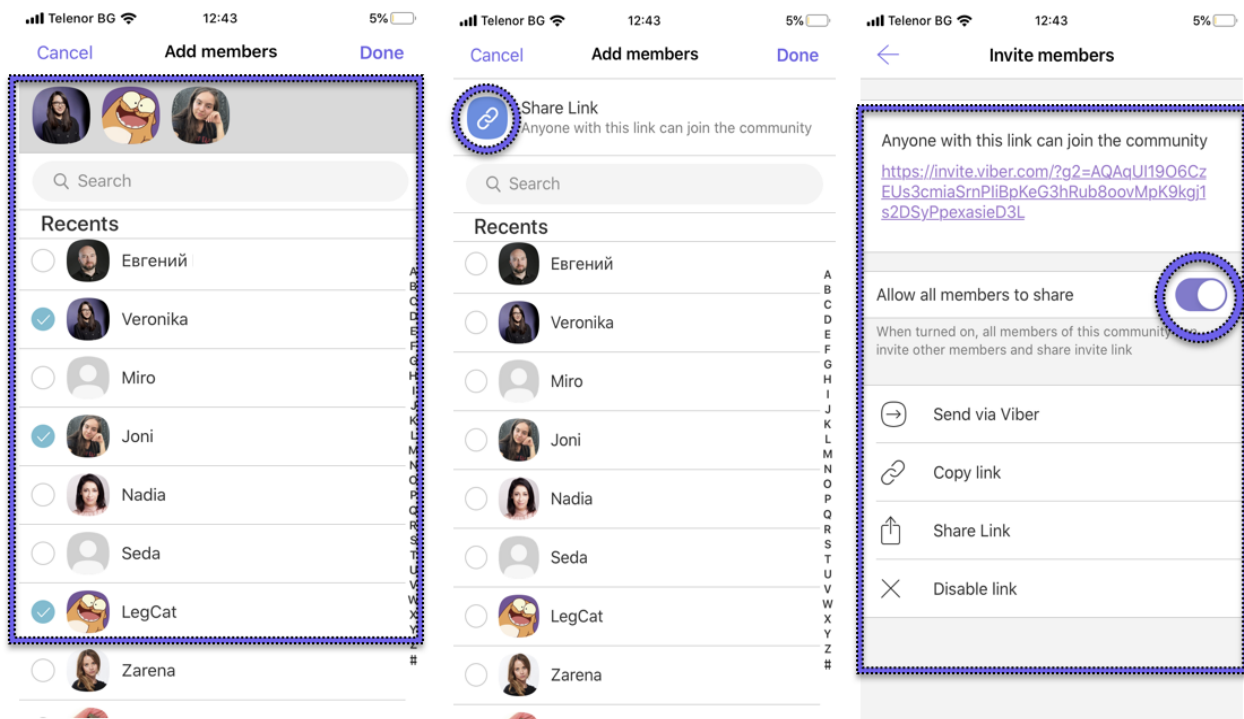 Telenor BG 12:43 5%
Cancel Add members Done
Search
Recents
Евгений
Veronika
Miro
Joni
Nadia
Seda
LegCat
Zarena
A
B
C
D
E
F
G
H
I
J
K
L
M
N
O
P
Q
R
S
T
U
V
W
X
Y
Z
#
Telenor BG 12:43 5%
Cancel Add members Done
Share Link
Anyone with this link can join the community
Search
Recents
Евгений
Veronika
Miro
Joni
Nadia
Seda
LegCat
Zarena
A
B
C
D
E
F
G
H
I
J
K
L
M
N
O
P
Q
R
S
T
U
V
W
X
Y
Z
#
Telenor BG 12:43 5%
Invite members
Anyone with this link can join the community
https://invite.viber.com/?g2=AQAqUI19O6Cz
EUs3cmiaSrnPIiBpKeG3hRub8oovMpK9kgj1
s2DSyPpexasieD3L
Allow all members to share
When turned on, all members of this community
invite other members and share invite link
Send via Viber
Copy link
Share Link
Disable link